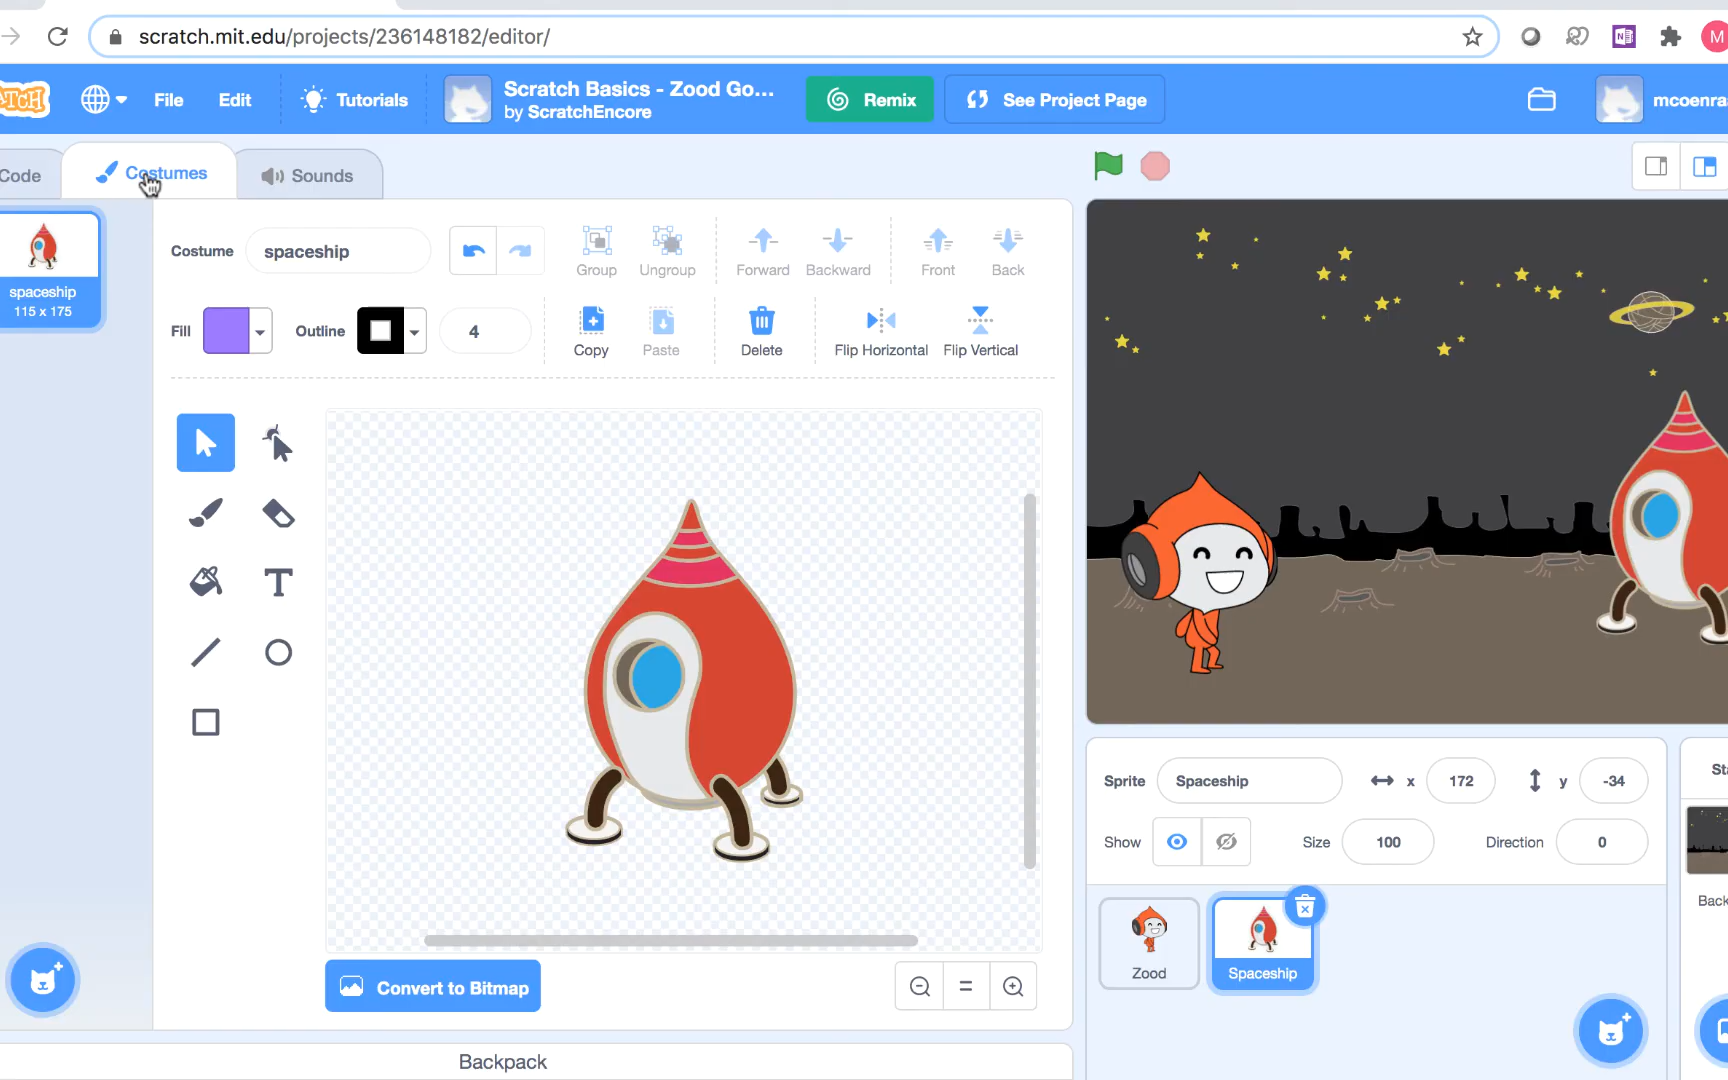 scratch.mit.edu/projects/236148182/editor/
File
Edit
Tutorials
Scratch Basics - Zood Go...
by ScratchEncore
Remix
See Project Page
Code
Costumes
Sounds
Costume
spaceship
Group
Ungroup
Forward
Backward
Front
Back
Fill
Outline
4
Copy
Paste
Delete
Flip Horizontal
Flip Vertical
spaceship
115 x 175
Convert to Bitmap
Backpack
Sprite
Spaceship
x
172
y
-34
Show
Size
100
Direction
0
Zood
Spaceship